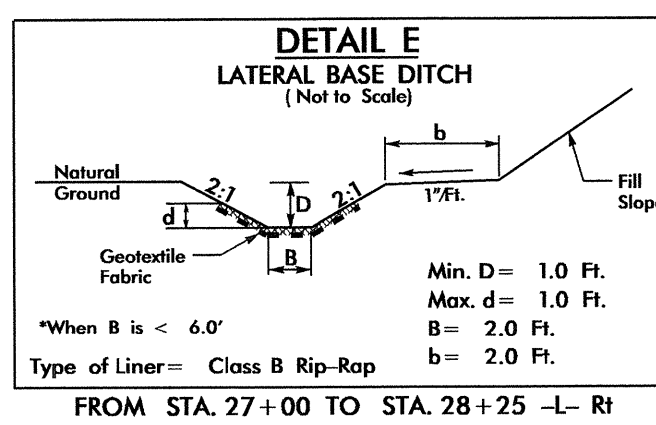 DETAIL E
LATERAL BASE DITCH
( Not to Scale)
b
Natural
Ground
2:1
D
2:1
1"/Ft.
d
Fill
Slope
Geotextile
Fabric
B
Min. D= 1.0 Ft.
Max. d= 1.0 Ft.
B= 2.0 Ft.
b= 2.0 Ft.
*When B is < 6.0'
Type of Liner= Class B Rip-Rap
FROM STA. 27+00 TO STA. 28+25 -L- Rt